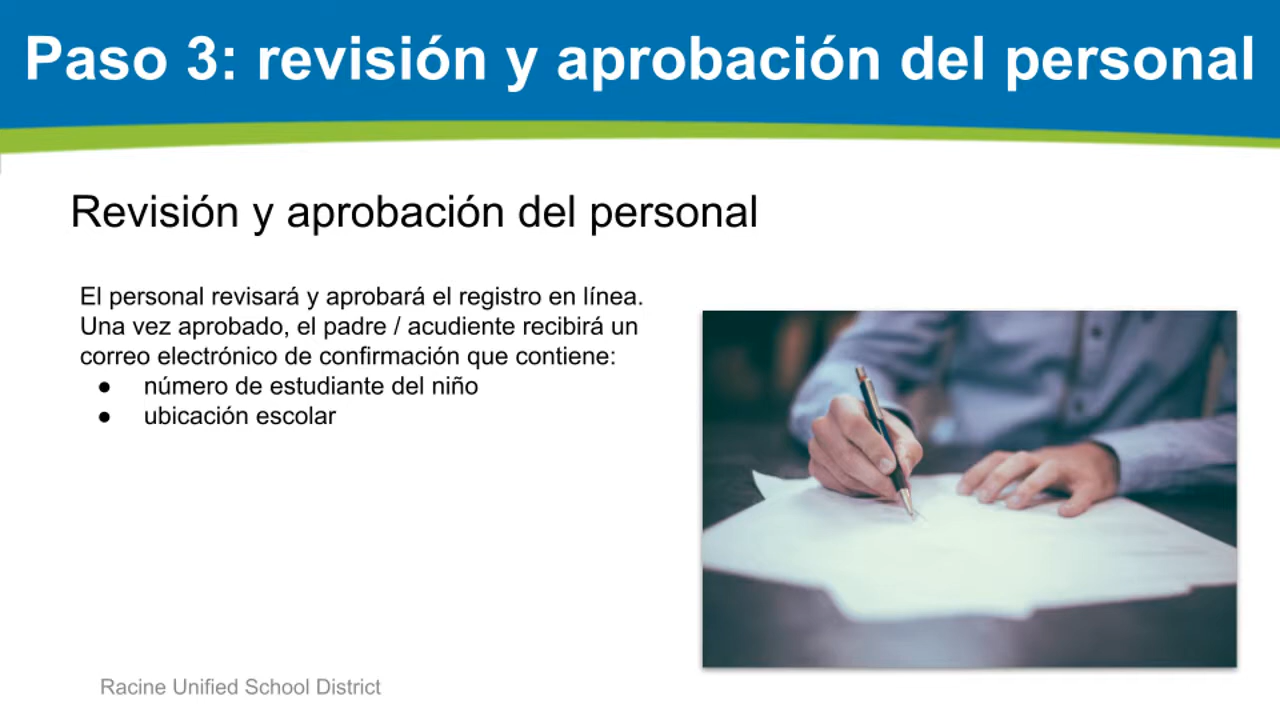 Paso 3: revisión y aprobación del personal
Revisión y aprobación del personal
El personal revisará y aprobará el registro en línea.
Una vez aprobado, el padre / acudiente recibirá un
correo electrónico de confirmación que contiene:
● número de estudiante del niño
● ubicación escolar
Racine Unified School District